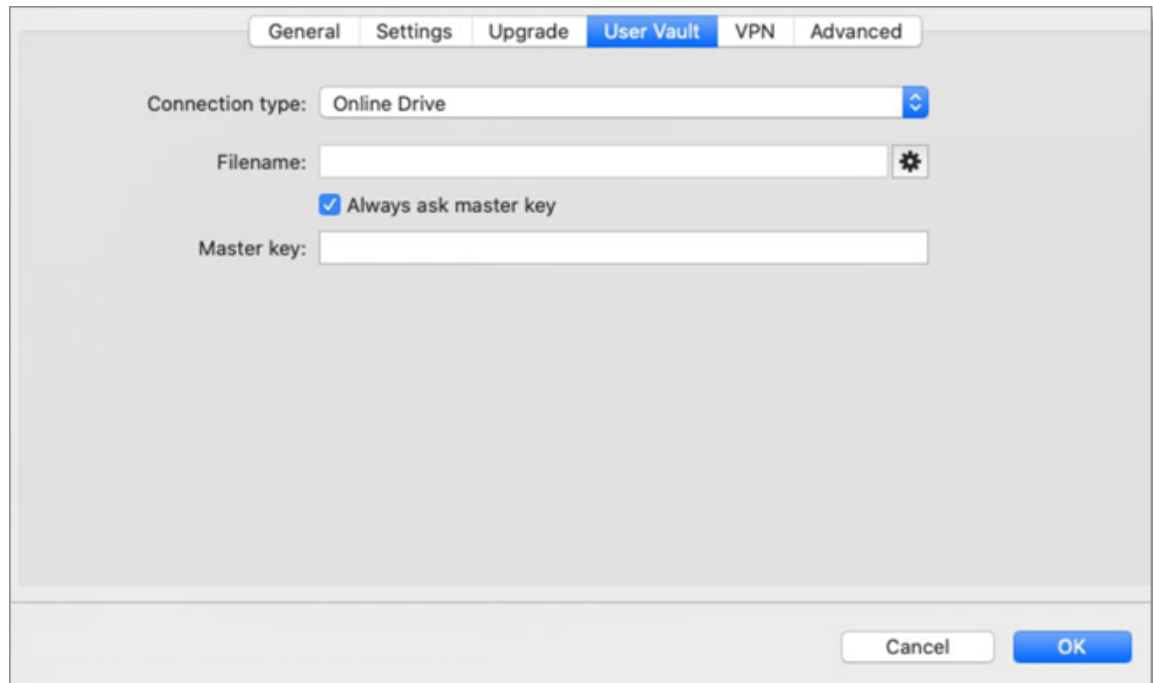 General Settings Upgrade User Vault VPN Advanced
Connection type: Online Drive
Filename:
Always ask master key
Master key:
Cancel OK